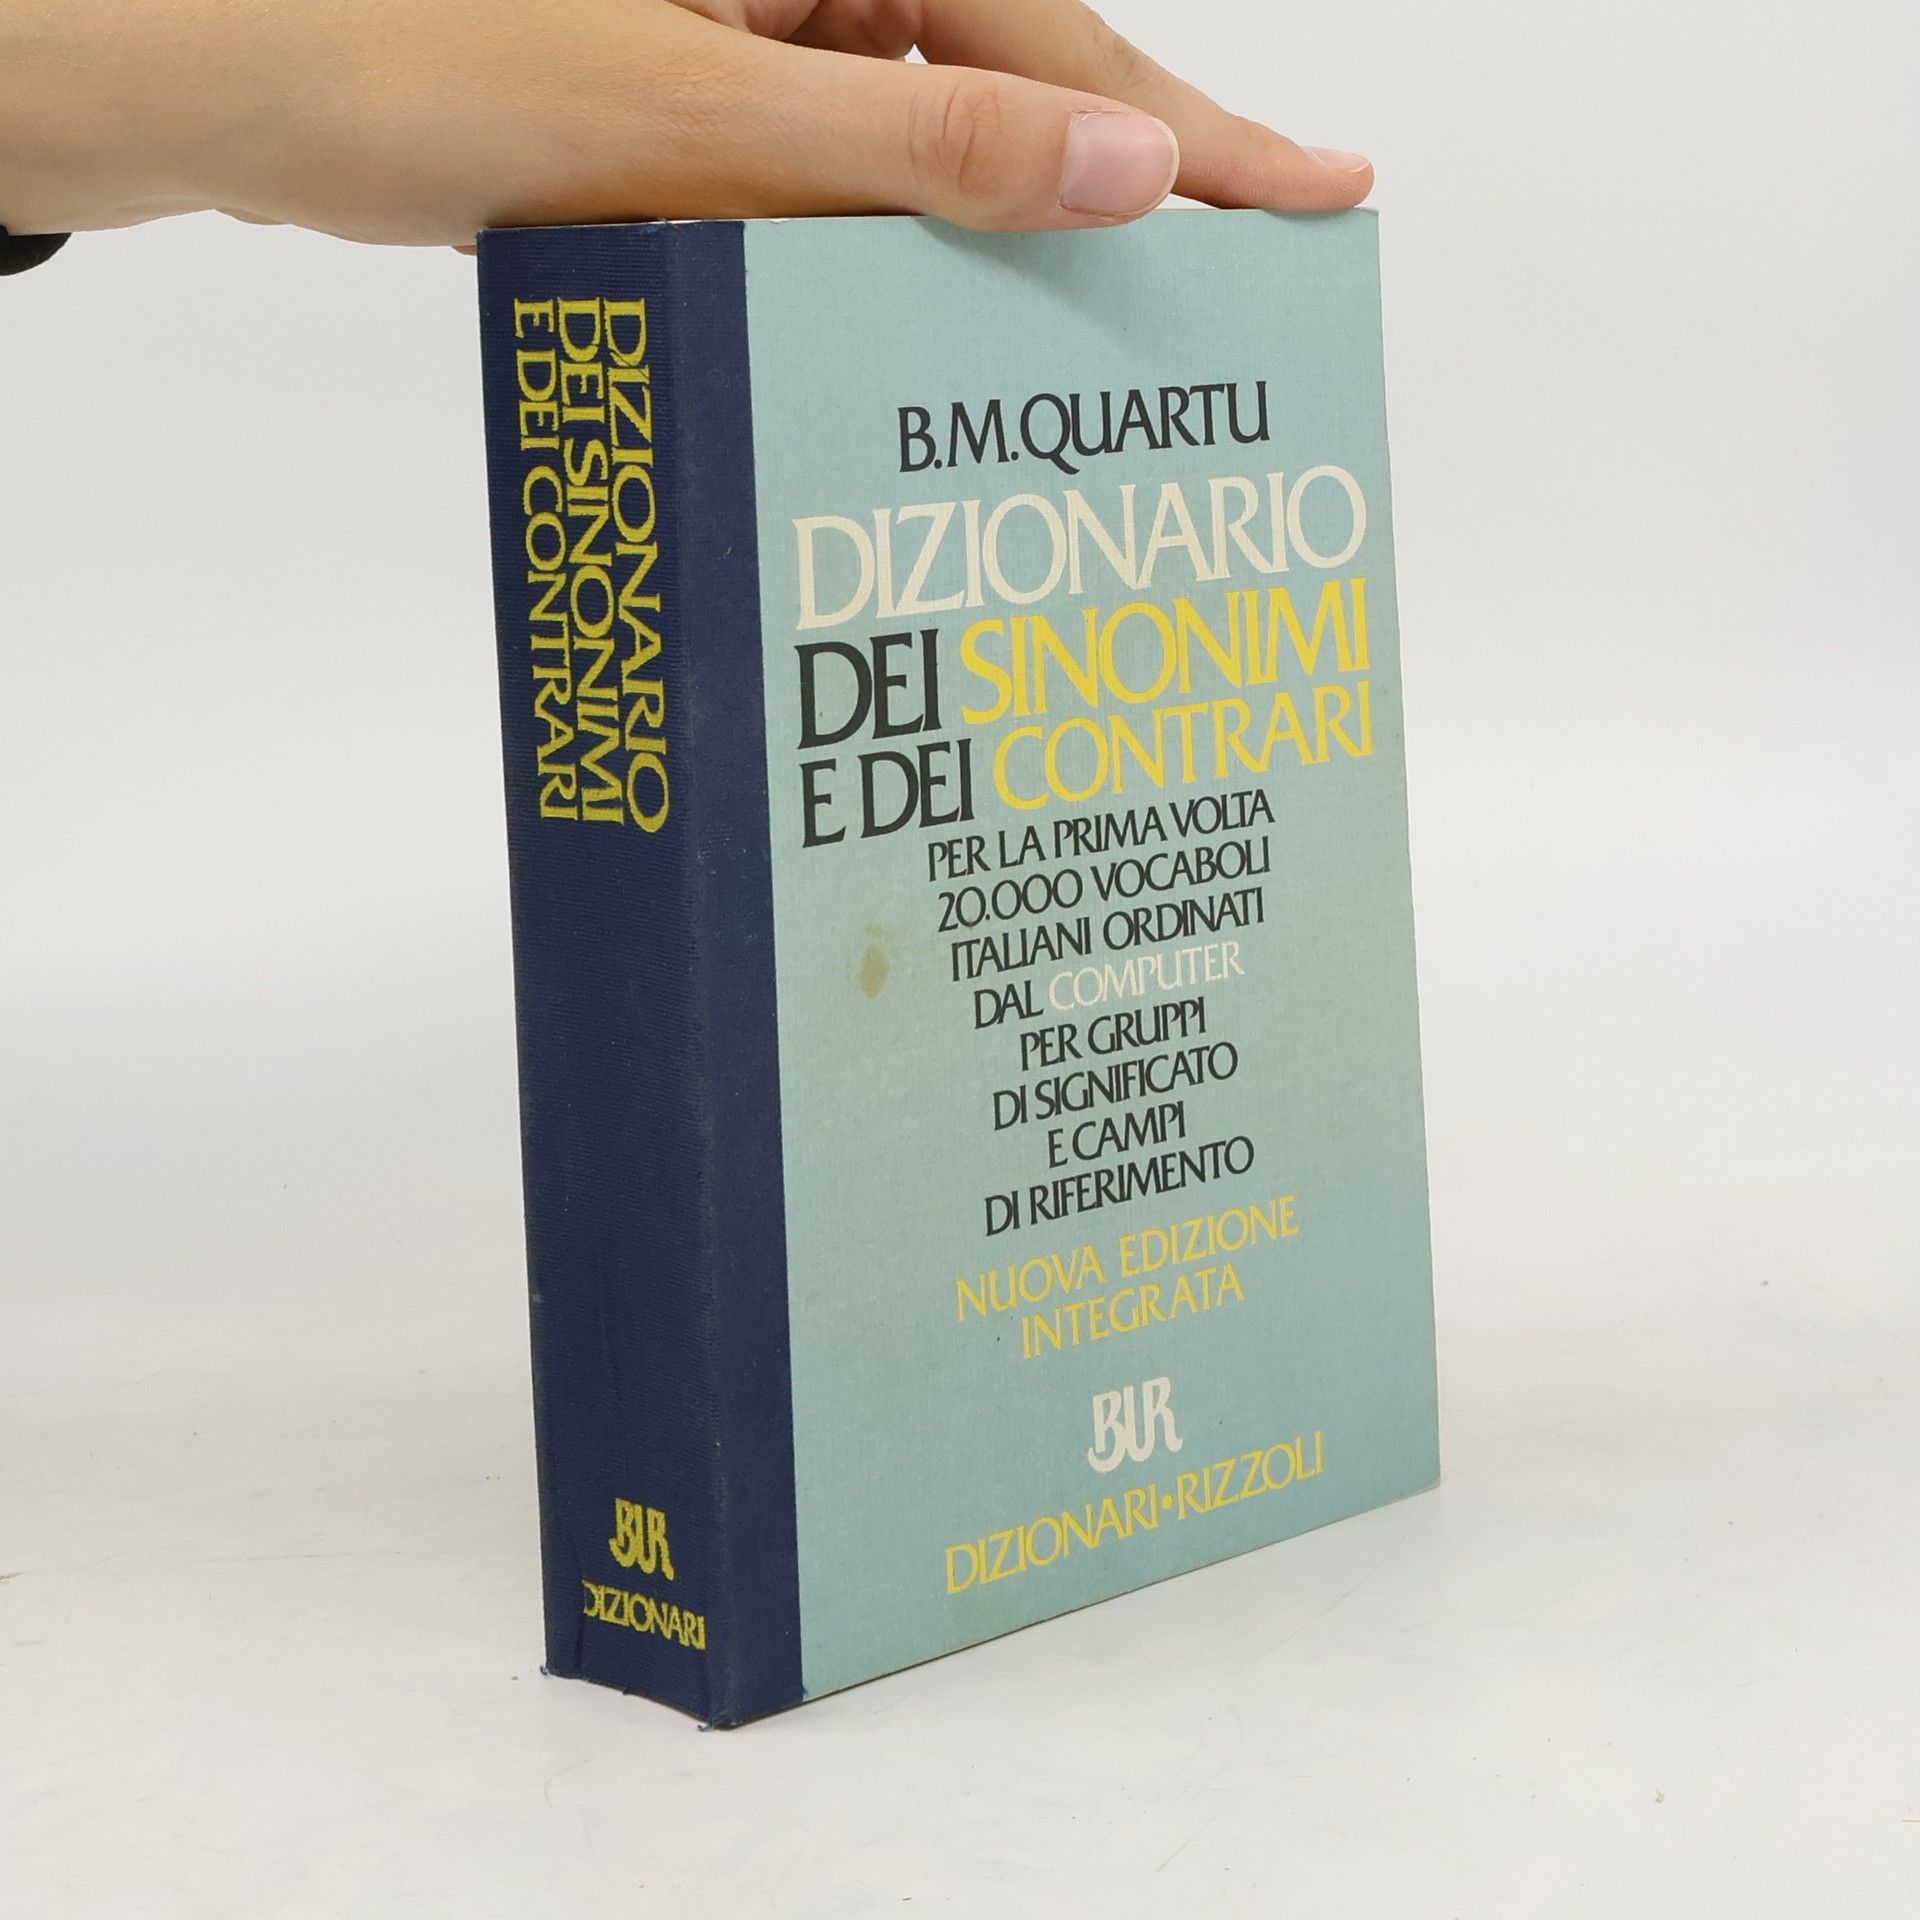 DIZIONARIO
DEI SINONIMI
E DEI CONTRARI
BUR
DIZIONARI
B.M. QUARTU
DIZIONARIO
DEI SINONIMI
E DEI CONTRARI
PER LA PRIMA VOLTA
20.000 VOCABOLI
ITALIANI ORDINATI
DAL COMPUTER
PER GRUPPI
DI SIGNIFICATO
E CAMPI
DI RIFERIMENTO
NUOVA EDIZIONE
INTEGRATA
BUR
DIZIONARI•RIZZOLI